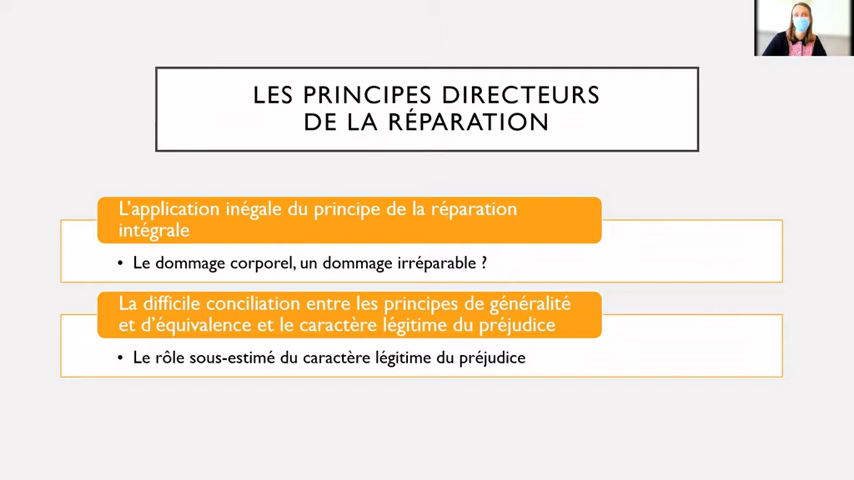 LES PRINCIPES DIRECTEURS
DE LA RÉPARATION
L'application inégale du principe de la réparation
intégrale
• Le dommage corporel, un dommage irréparable ?
La difficile conciliation entre les principes de généralité
et d'équivalence et le caractère légitime du préjudice
• Le rôle sous-estimé du caractère légitime du préjudice